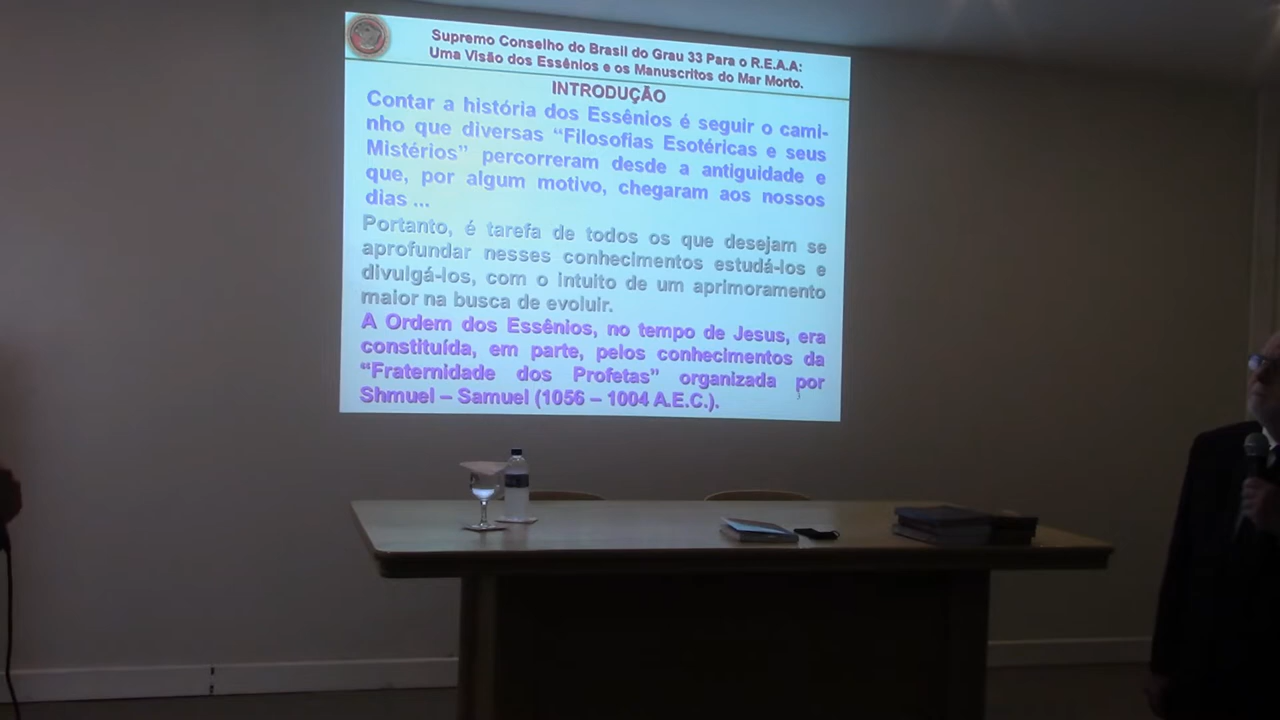 Supremo Conselho do Brasil do Grau 33 Para o R.E.A.A:
Uma Visão dos Essênios e os Manuscritos do Mar Morto.
INTRODUÇÃO
Contar a história dos Essênios é seguir o cami-
nho que diversas “Filosofias Esotéricas e seus
Mistérios” percorreram desde a antiguidade e
que, por algum motivo, chegaram aos nossos
dias ...
Portanto, é tarefa de todos os que desejam se
aprofundar nesses conhecimentos estudá-los e
divulgá-los, com o intuito de um aprimoramento
maior na busca de evoluir.
A Ordem dos Essênios, no tempo de Jesus, era
constituída, em parte, pelos conhecimentos da
“Fraternidade dos Profetas” organizada por
Shmuel – Samuel (1056 – 1004 A.E.C.).
3